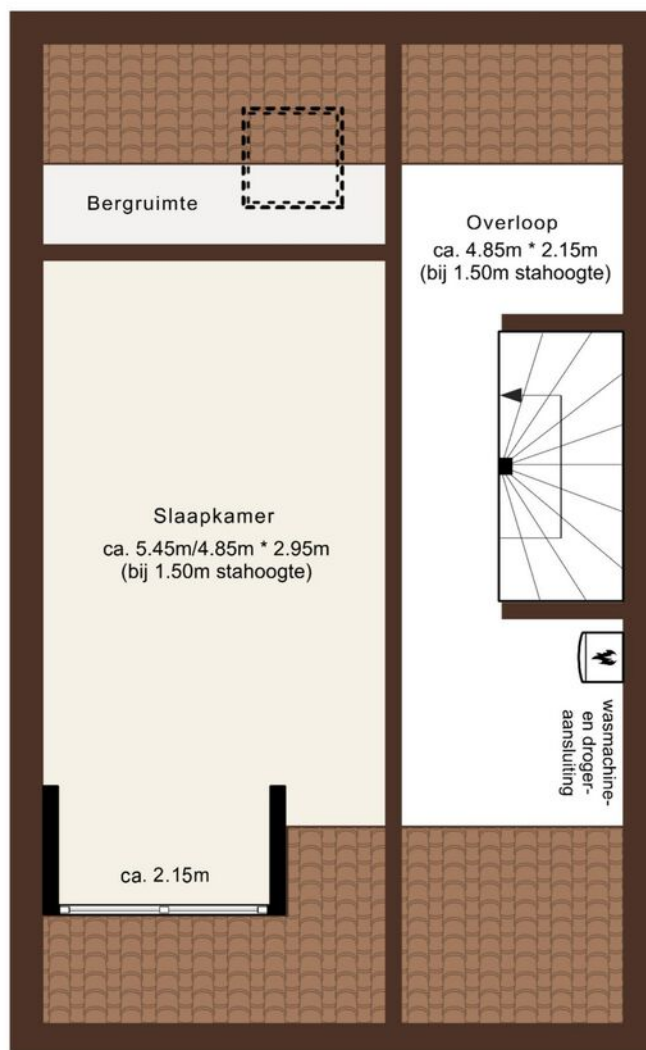 Bergruimte
Overloop
ca. 4.85m * 2.15m
(bij 1.50m stahoogte)
Slaapkamer
ca. 5.45m/4.85m * 2.95m
(bij 1.50m stahoogte)
wasmachine-
en droger-
aansluiting
ca. 2.15m